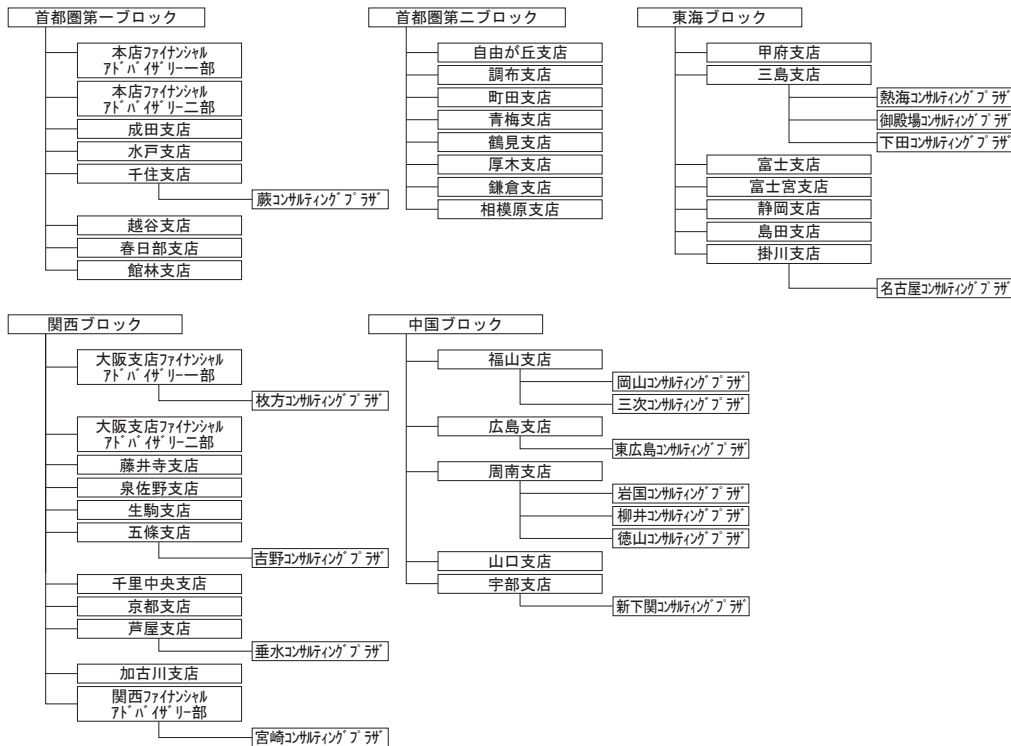 首都圏第一ブロック
本店ファイナンシャル
アドバイザリー一部
本店ファイナンシャル
アドバイザリー二部
成田支店
水戸支店
千住支店
蕨コンサルティングプラザ
越谷支店
春日部支店
館林支店
首都圏第二ブロック
自由が丘支店
調布支店
町田支店
青梅支店
鶴見支店
厚木支店
鎌倉支店
相模原支店
東海ブロック
甲府支店
三島支店
熱海コンサルティングプラザ
御殿場コンサルティングプラザ
下田コンサルティングプラザ
富士支店
富士宮支店
静岡支店
島田支店
掛川支店
名古屋コンサルティングプラザ
関西ブロック
大阪支店ファイナンシャル
アドバイザリー一部
枚方コンサルティングプラザ
大阪支店ファイナンシャル
アドバイザリー二部
藤井寺支店
泉佐野支店
生駒支店
五條支店
吉野コンサルティングプラザ
千里中央支店
京都支店
芦屋支店
垂水コンサルティングプラザ
加古川支店
関西ファイナンシャル
アドバイザリー部
宮崎コンサルティングプラザ
中国ブロック
福山支店
岡山コンサルティングプラザ
三次コンサルティングプラザ
広島支店
東広島コンサルティングプラザ
周南支店
岩国コンサルティングプラザ
柳井コンサルティングプラザ
徳山コンサルティングプラザ
山口支店
宇部支店
新下関コンサルティングプラザ